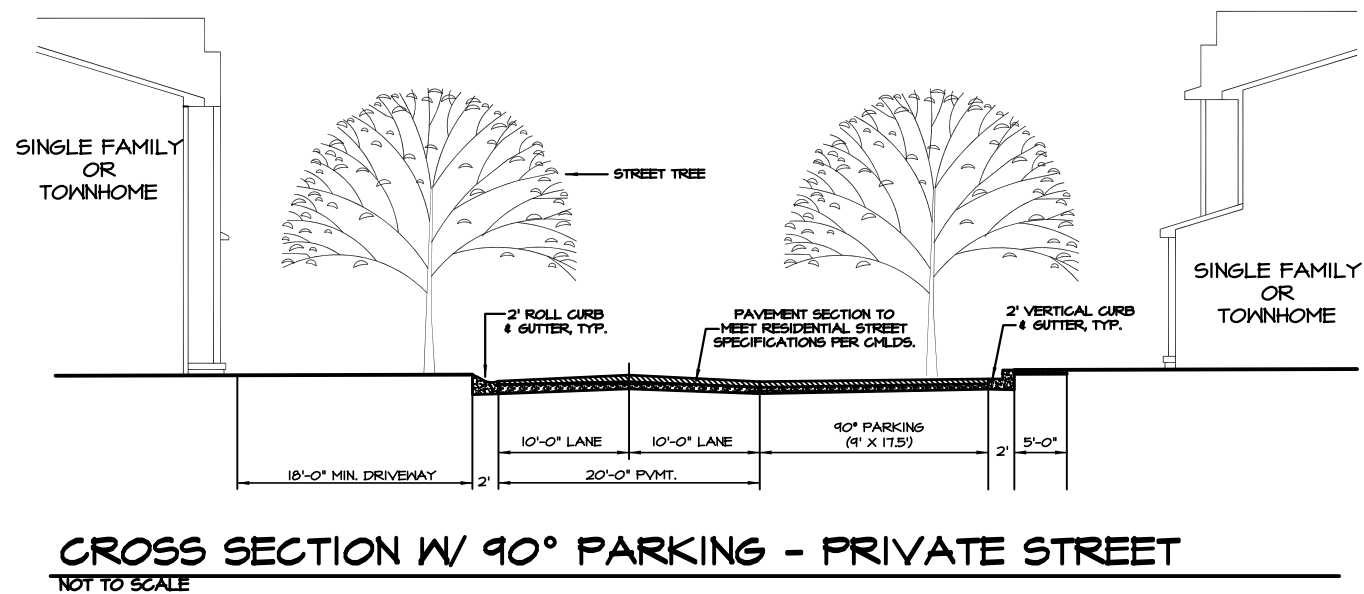 SINGLE FAMILY
OR
TOWNHOME
STREET TREE
SINGLE FAMILY
OR
TOWNHOME
2' ROLL CURB
& GUTTER, TYP.
PAVEMENT SECTION TO
MEET RESIDENTIAL STREET
SPECIFICATIONS PER CMLDS.
2' VERTICAL CURB
& GUTTER, TYP.
10'-0" LANE
10'-0" LANE
90° PARKING
(9' X 17.5')
2'
5'-0"
18'-0" MIN. DRIVEWAY
2'
20'-0" PVMT.
CROSS SECTION W/ 90° PARKING - PRIVATE STREET
NOT TO SCALE